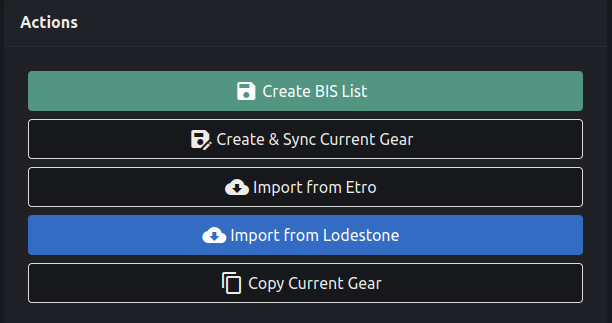 Actions
Create BIS List
Create & Sync Current Gear
Import from Etro
Import from Lodestone
Copy Current Gear